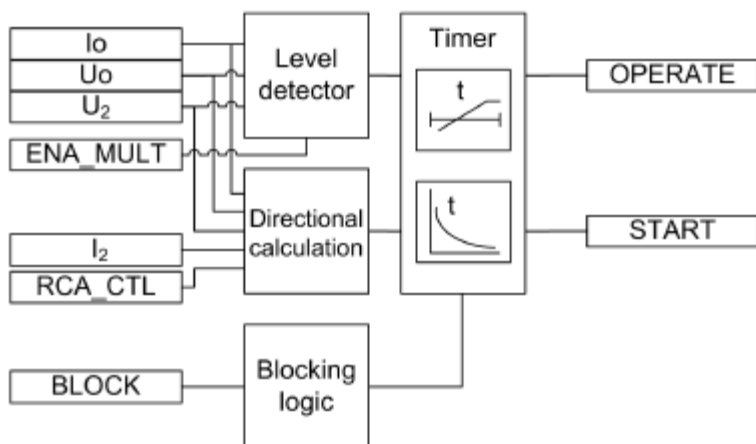 Io
Uo
U₂
ENA_MULT
I₂
RCA_CTL
BLOCK
Level
detector
Directional
calculation
Blocking
logic
Timer
t
t
OPERATE
START